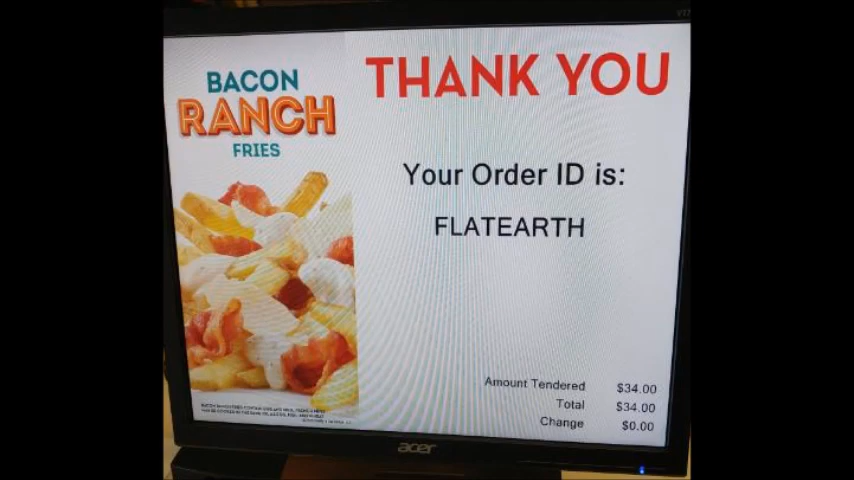 BACON
RANCH
FRIES
THANK YOU
Your Order ID is:
FLATEARTH
Amount Tendered $34.00
Total $34.00
Change $0.00
acer